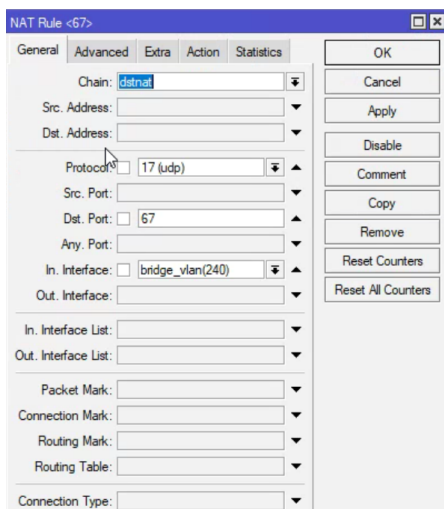 NAT Rule <67>
General Advanced Extra Action Statistics
OK
Chain: dstnat
Cancel
Src. Address:
Apply
Dst. Address:
Disable
Protocol: 17 (udp)
Comment
Src. Port:
Copy
Dst. Port: 67
Remove
Any. Port:
Reset Counters
In. Interface: bridge_vlan(240)
Reset All Counters
Out. Interface:
In. Interface List:
Out. Interface List:
Packet Mark:
Connection Mark:
Routing Mark:
Routing Table:
Connection Type: